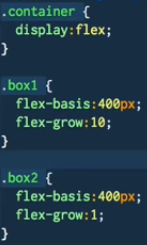 .container {
  display:flex;
}

.box1 {
  flex-basis:400px;
  flex-grow:10;
}

.box2 {
  flex-basis:400px;
  flex-grow:1;
}